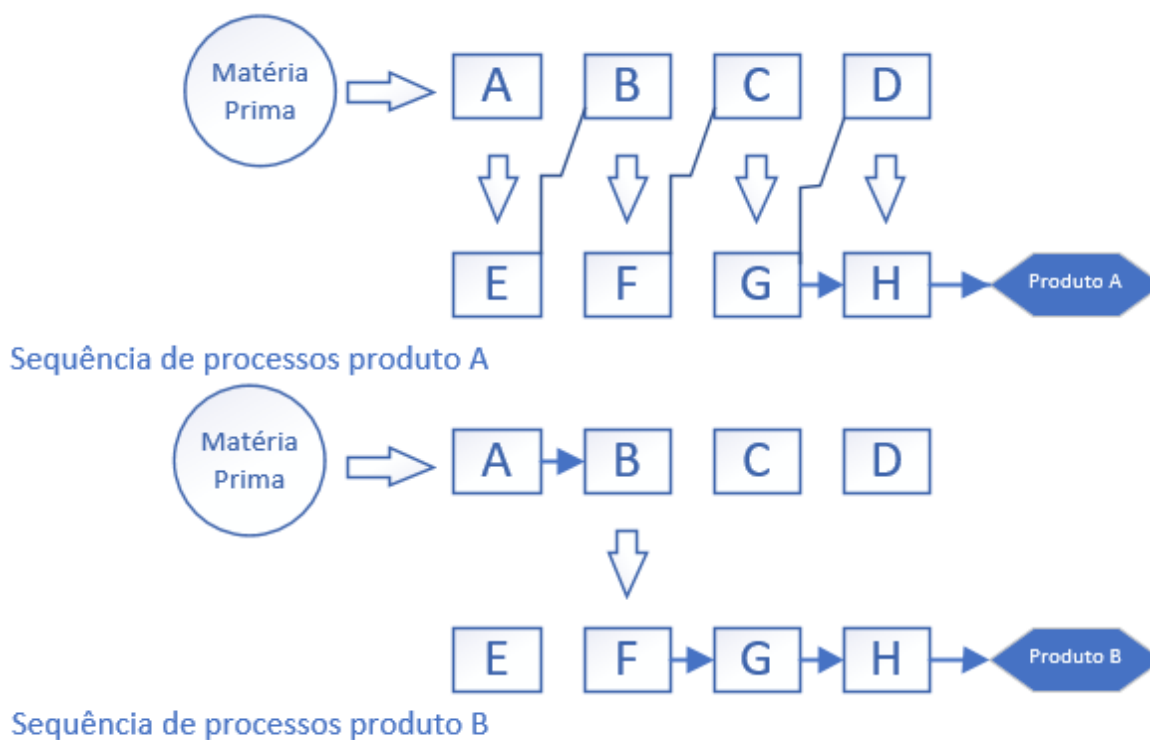 Matéria
Prima
A B C D
E F G H Produto A
Sequência de processos produto A
Matéria
Prima
A B C D
E F G H Produto B
Sequência de processos produto B